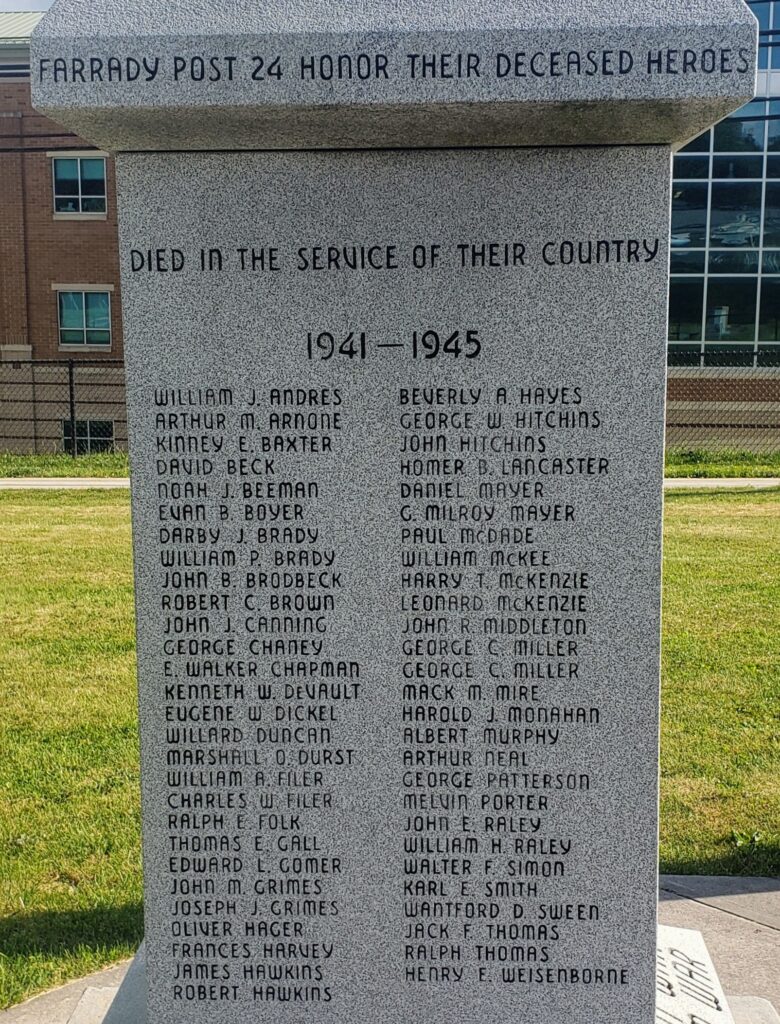 FARRADY POST 24 HONOR THEIR DECEASED HEROES
DIED IN THE SERVICE OF THEIR COUNTRY
1941 — 1945
WILLIAM J. ANDRES
ARTHUR M. ARNONE
KINNEY E. BAXTER
DAVID BECK
NOAH J. BEEMAN
EVAN B. BOYER
DARBY J. BRADY
WILLIAM P. BRADY
JOHN B. BRODBECK
ROBERT C. BROWN
JOHN J. CANNING
GEORGE CHANEY
E. WALKER CHAPMAN
KENNETH W. DeVAULT
EUGENE W. DICKEL
WILLARD DUNCAN
MARSHALL O. DURST
WILLIAM A. FILER
CHARLES W. FILER
RALPH E. FOLK
THOMAS E. GALL
EDWARD L. GOMER
JOHN M. GRIMES
JOSEPH J. GRIMES
OLIVER HAGER
FRANCES HARVEY
JAMES HAWKINS
ROBERT HAWKINS
BEVERLY A. HAYES
GEORGE W. HITCHINS
JOHN HITCHINS
HOMER B. LANCASTER
DANIEL MAYER
G. MILROY MAYER
PAUL McDADE
WILLIAM McKEE
HARRY T. McKENZIE
LEONARD McKENZIE
JOHN R. MIDDLETON
GEORGE C. MILLER
GEORGE C. MILLER
MACK M. MIRE
HAROLD J. MONAHAN
ALBERT MURPHY
ARTHUR NEAL
GEORGE PATTERSON
MELVIN PORTER
JOHN E. RALEY
WILLIAM H. RALEY
WALTER F. SIMON
KARL E. SMITH
WANTFORD D. SWEEN
JACK F. THOMAS
RALPH THOMAS
HENRY E. WEISENBORNE
WAR